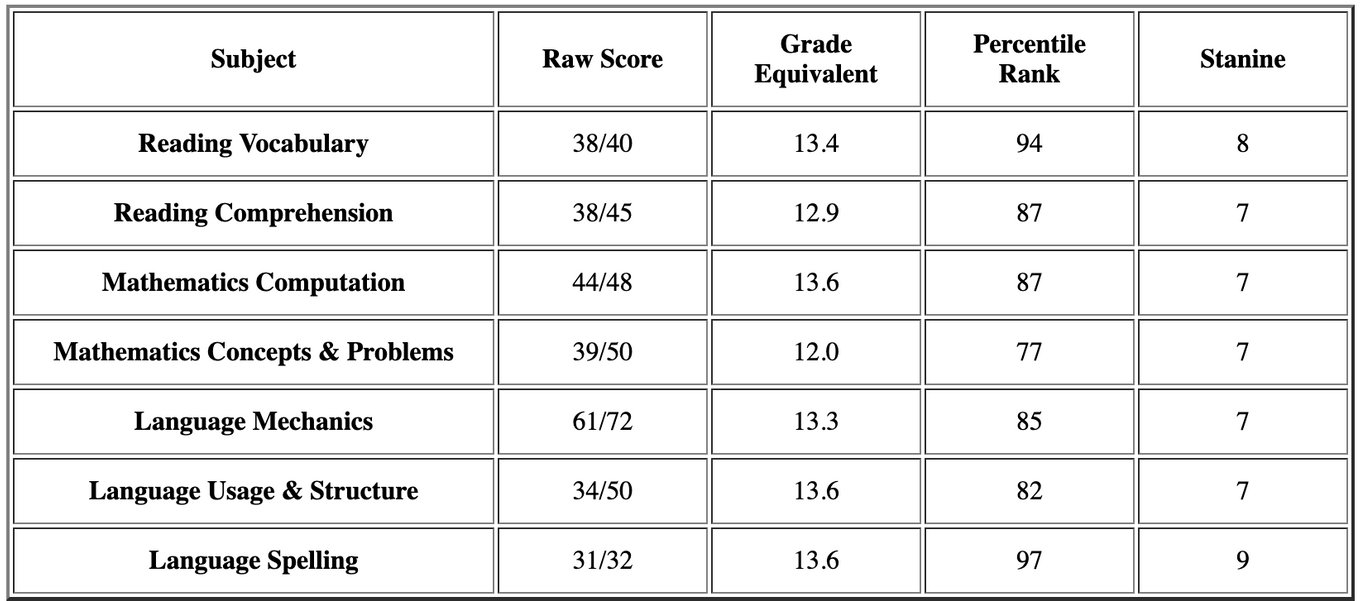 Subject Raw Score Grade Equivalent Percentile Rank Stanine
Reading Vocabulary 38/40 13.4 94 8
Reading Comprehension 38/45 12.9 87 7
Mathematics Computation 44/48 13.6 87 7
Mathematics Concepts & Problems 39/50 12.0 77 7
Language Mechanics 61/72 13.3 85 7
Language Usage & Structure 34/50 13.6 82 7
Language Spelling 31/32 13.6 97 9